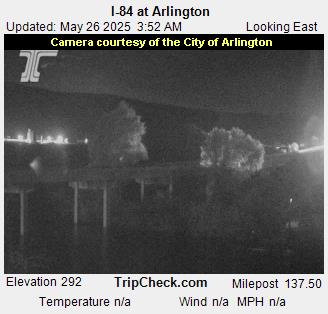 I-84 at Arlington
Updated: May 26 2025 3:52 AM Looking East
Camera courtesy of the City of Arlington
Elevation 292 TripCheck.com Milepost 137.50
Temperature n/a Wind n/a MPH n/a